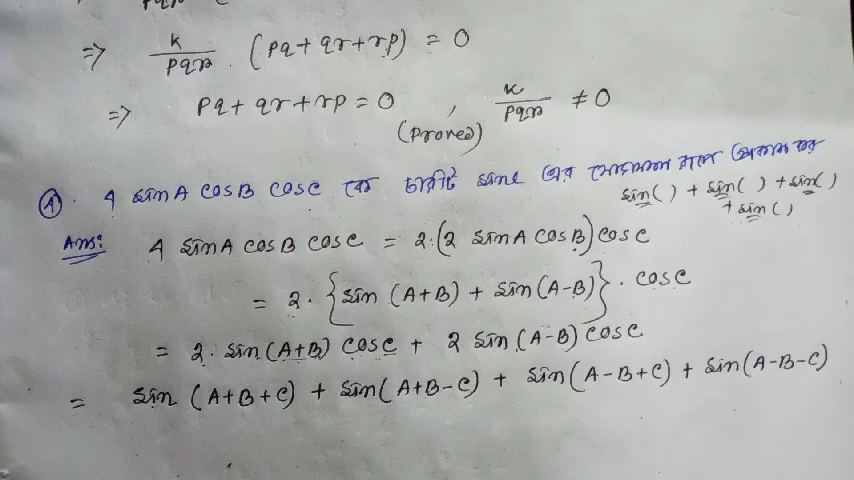 => k/pqr . (pq + qr + rp) = 0
=> pq + qr + rp = 0 , k/pqr ≠ 0
(Proved)
④. 4 sinA cosB cosC কে চারটি sine এর যোগফল রূপে প্রকাশ কর
sin( ) + sin( ) + sin( )
+ sin( )
Ans: 4 sinA cosB cosC = 2.(2 sinA cosB) cosC
= 2. {sin (A+B) + sin(A-B)} . cosC
= 2. sin(A+B) cosC + 2 sin(A-B) cosC
= sin (A+B+C) + sin(A+B-C) + sin(A-B+C) + sin(A-B-C)